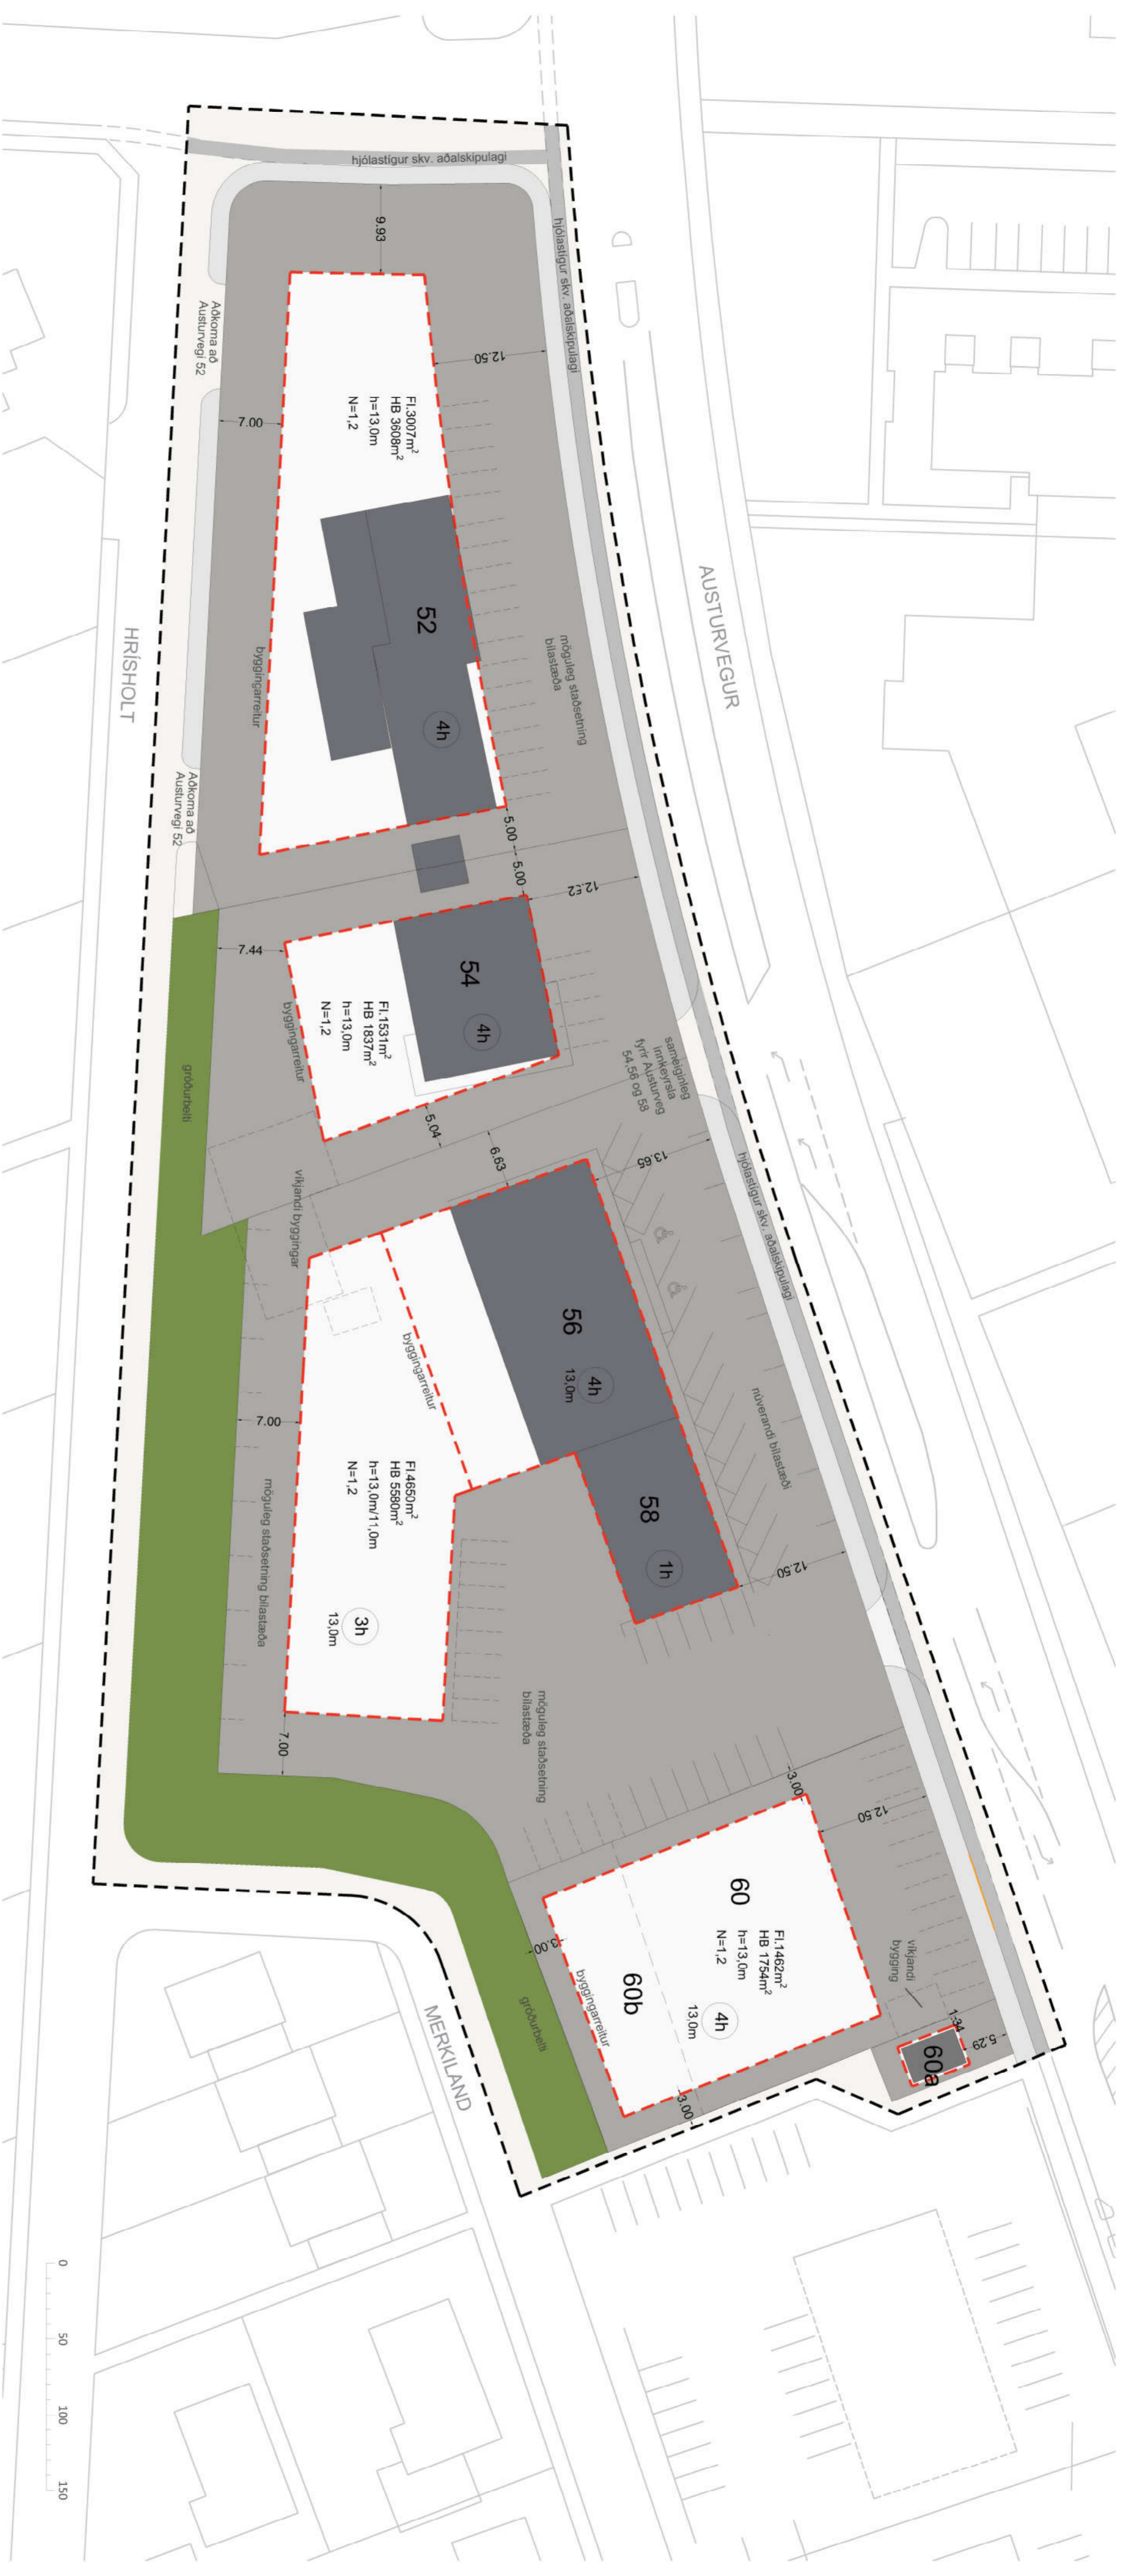 hjólastígur skv. aðalskipulagi
hjólastígur skv. aðalskipulagi
9.93
Aðkoma að
Austurvegi 52
12.50
7.00
Fl.3007m²
HB 3608m²
h=13,0m
N=1,2
AUSTURVEGUR
HRÍSHOLT
52
4h
byggingarreitur
möguleg staðsetning
bílastæða
Aðkoma að
Austurvegi 52
5.00
5.00
12.52
7.44
54
4h
Fl.1531m²
HB 1837m²
h=13,0m
N=1,2
byggingarreitur
gróðurbelti
sameiginleg
innkeyrsla
fyrir Austurveg
54,56 og 58
5.04
6.63
13.65
hjólastígur skv. aðalskipulagi
víkjandi byggingar
56
4h
13,0m
byggingarreitur
núverandi bílastæði
7.00
58
1h
12.50
Fl.4650m²
HB 5580m²
h=13,0m/11,0m
N=1,2
möguleg staðsetning bílastæða
3h
13,0m
möguleg staðsetning
bílastæða
7.00
3.00
12.50
60
Fl.1462m²
HB 1754m²
h=13,0m
N=1,2
4h
13,0m
víkjandi
bygging
3.00
60b
byggingarreitur
gróðurbelti
1.34
5.29
60a
3.00
MERKILAND
0
50
100
150